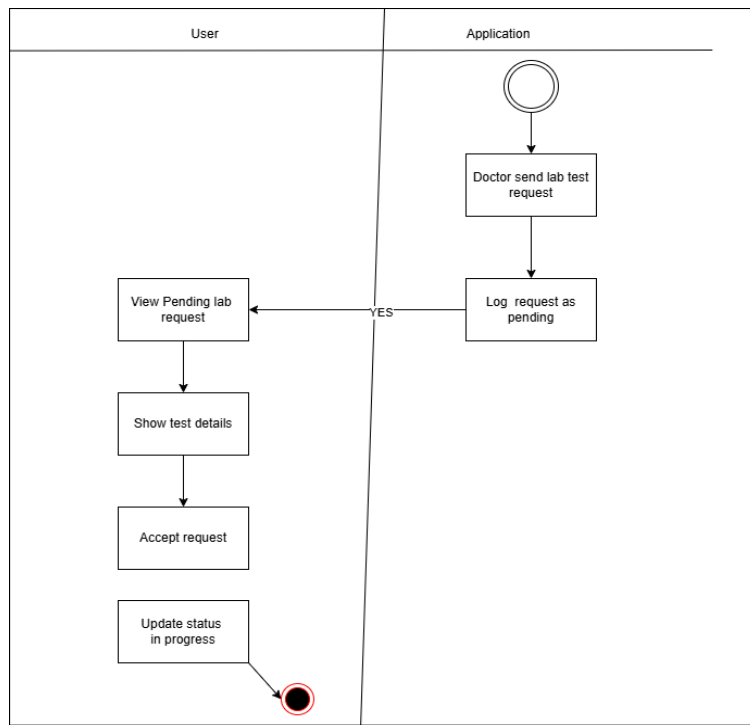 User
Application
Doctor send lab test
request
View Pending lab
request
YES
Log request as
pending
Show test details
Accept request
Update status
in progress